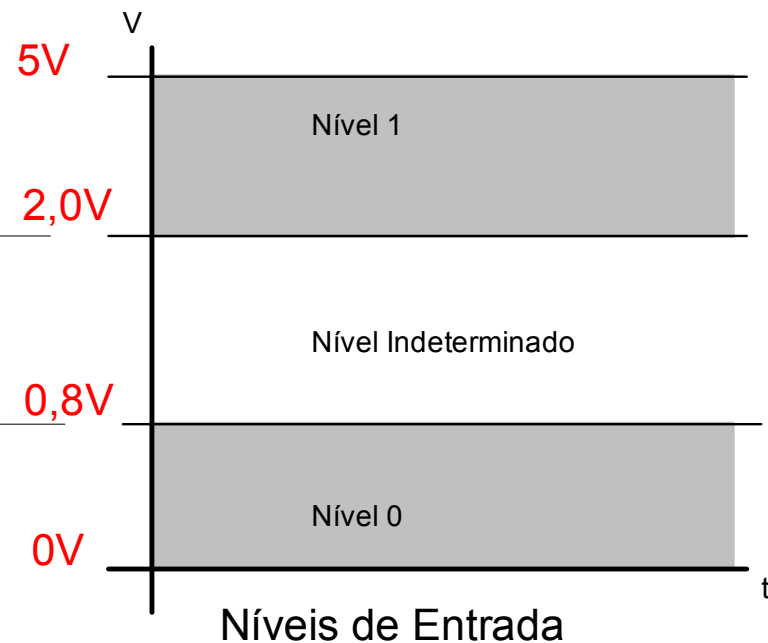 V
5V
Nível 1
2,0V
Nível Indeterminado
0,8V
Nível 0
0V
t
Níveis de Entrada